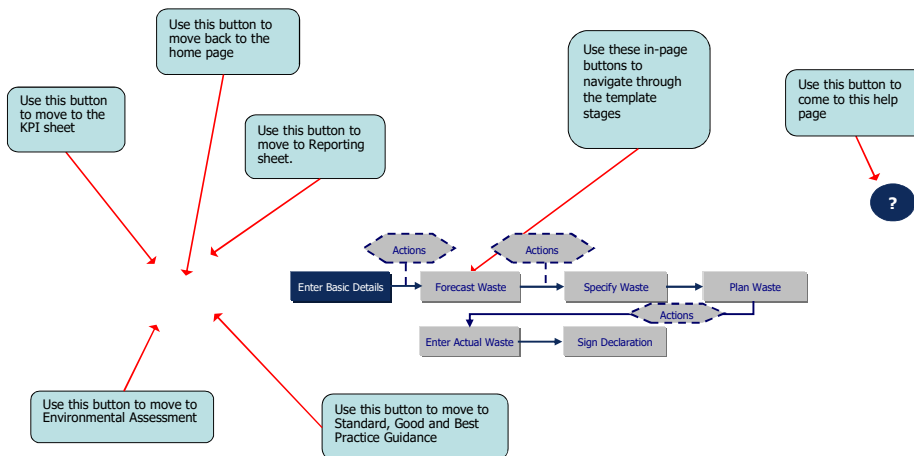 Use this button to
move back to the
home page
Use these in-page
buttons to
navigate through
the template
stages
Use this button to
come to this help
page
Use this button
to move to the
KPI sheet
Use this button to
move to Reporting
sheet.
?
Actions
Actions
Enter Basic Details
Forecast Waste
Specify Waste
Plan Waste
Actions
Enter Actual Waste
Sign Declaration
Use this button to move to
Environmental Assessment
Use this button to move to
Standard, Good and Best
Practice Guidance